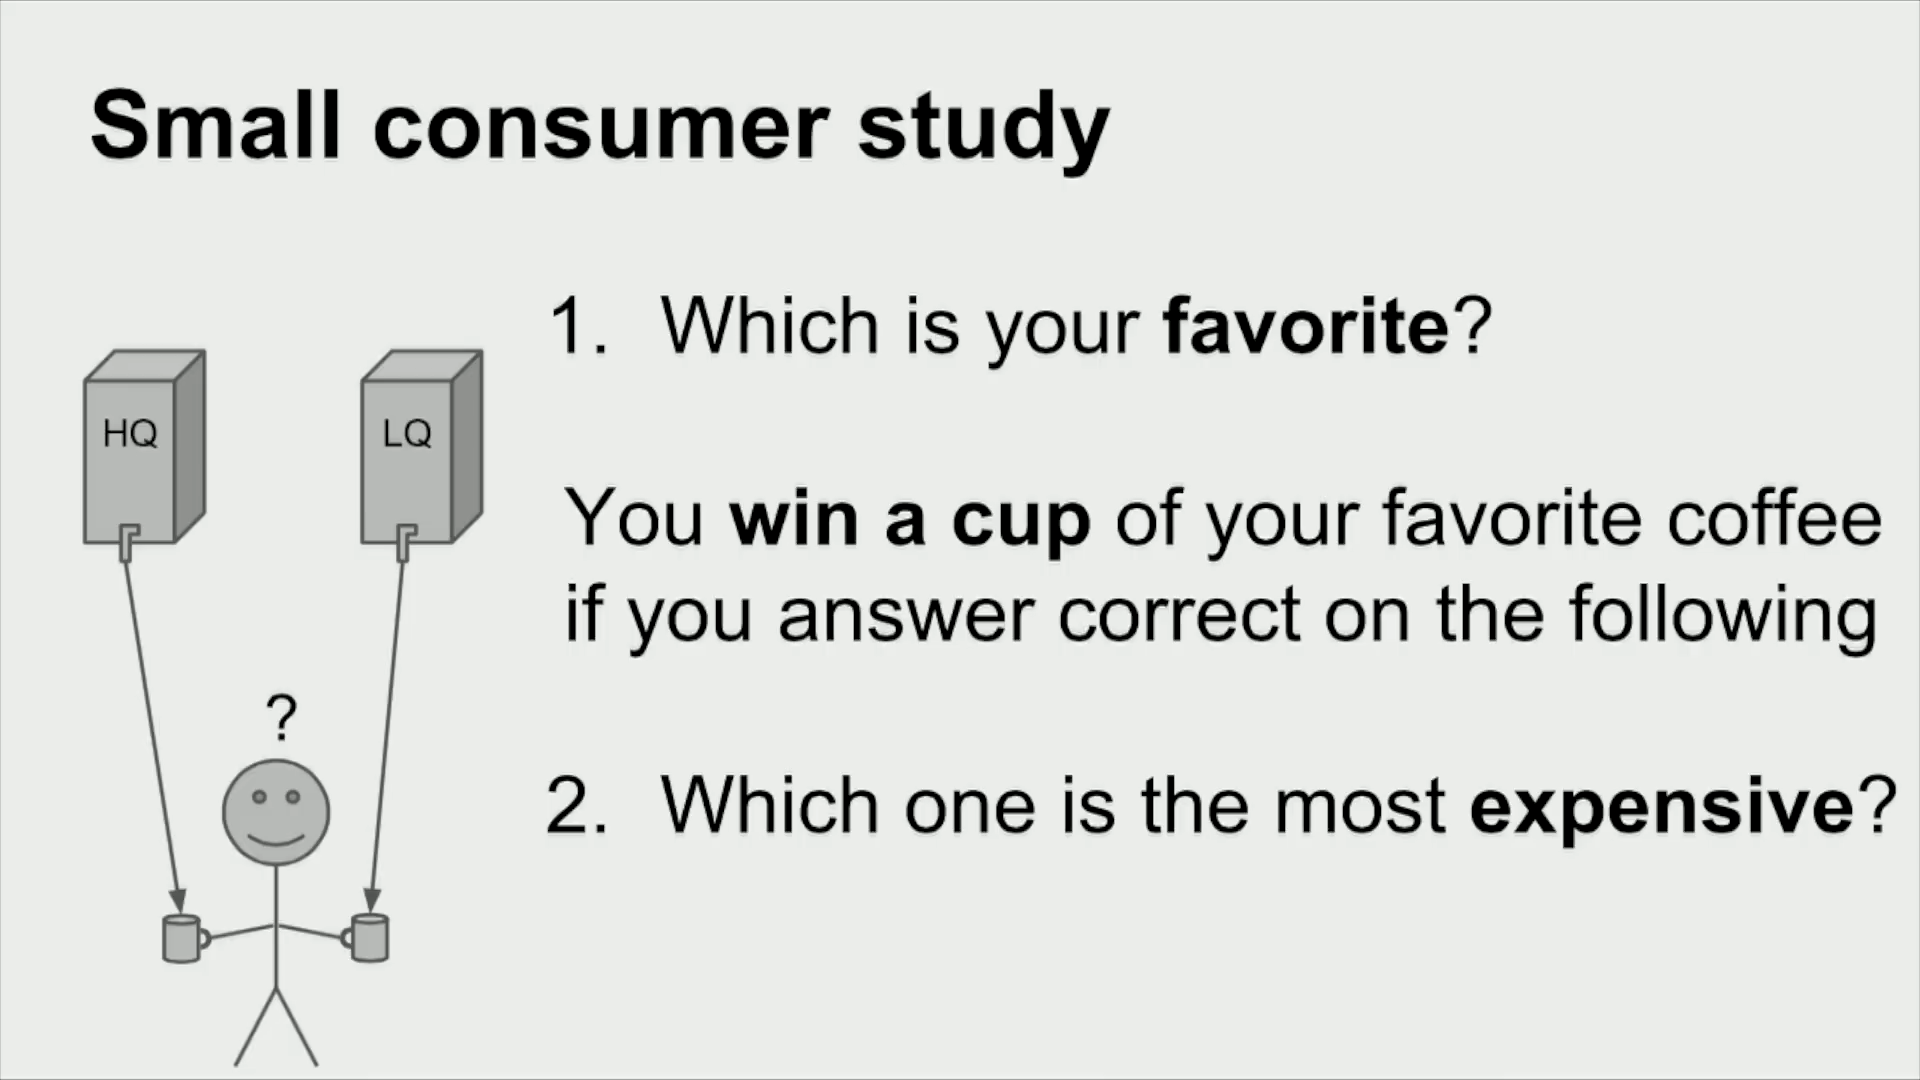 Small consumer study
1. Which is your favorite?
HQ
LQ
You win a cup of your favorite coffee
if you answer correct on the following
?
2. Which one is the most expensive?